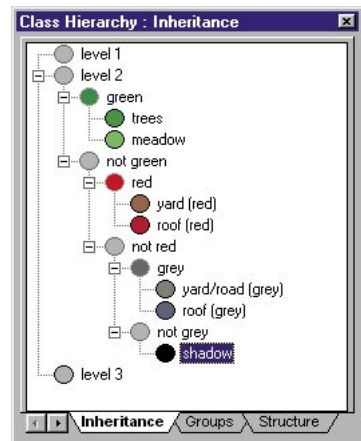 Class Hierarchy : Inheritance
level 1
level 2
green
trees
meadow
not green
red
yard (red)
roof (red)
not red
grey
yard/road (grey)
roof (grey)
not grey
shadow
level 3
Inheritance Groups Structure